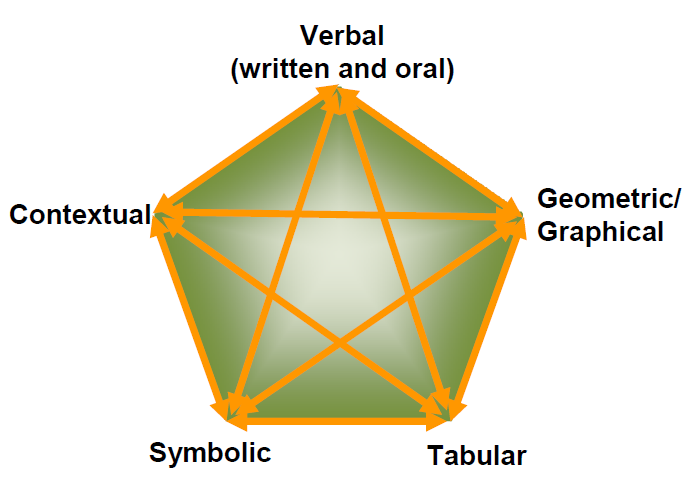 Verbal
(written and oral)
Contextual
Geometric/
Graphical
Symbolic
Tabular